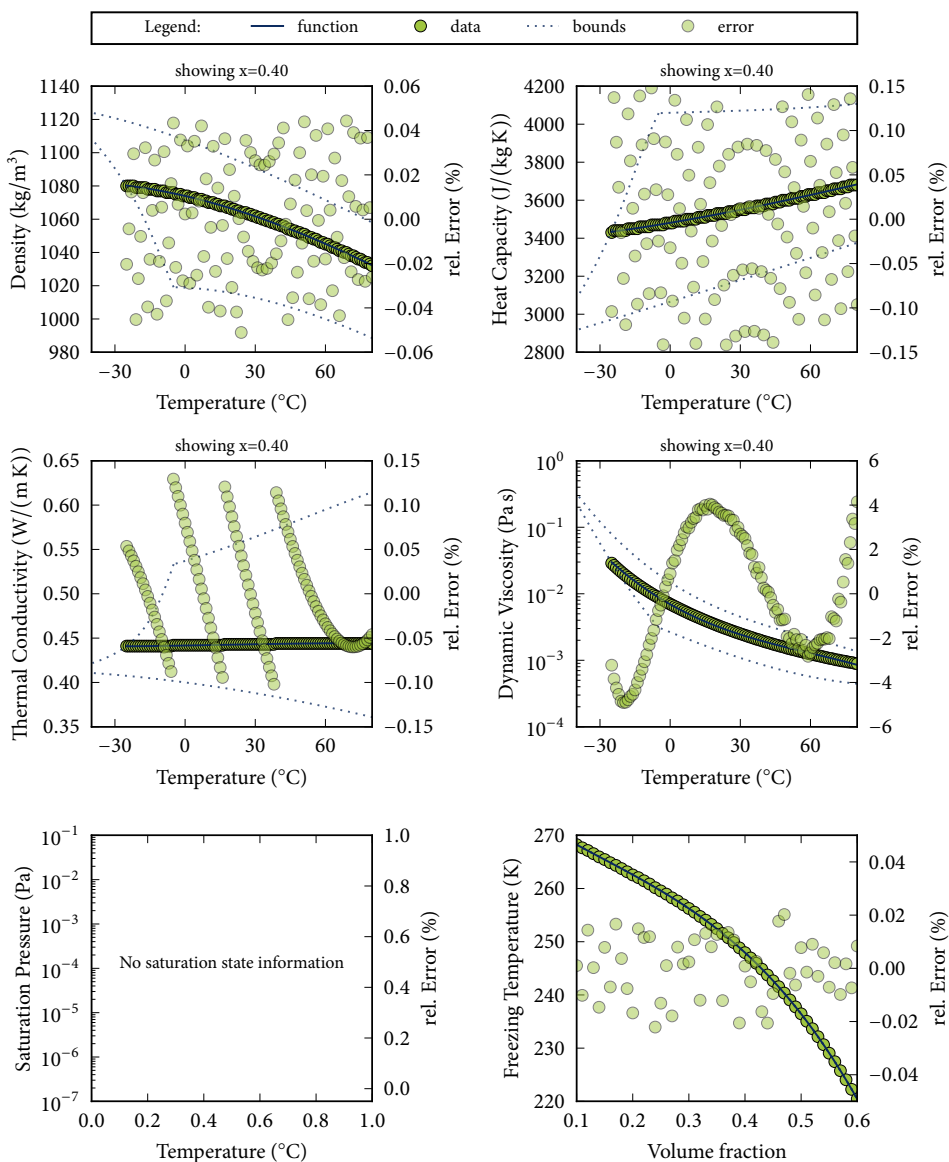 Legend: function data bounds error
showing x=0.40
1140
1120
1100
1080
1060
1040
1020
1000
980
Density (kg/m³)
0.06
0.04
0.02
0.00
−0.02
−0.04
−0.06
rel. Error (%)
−30 0 30 60
Temperature (°C)
showing x=0.40
4200
4000
3800
3600
3400
3200
3000
2800
Heat Capacity (J/(kg K))
0.15
0.10
0.05
0.00
−0.05
−0.10
−0.15
rel. Error (%)
−30 0 30 60
Temperature (°C)
showing x=0.40
0.65
0.60
0.55
0.50
0.45
0.40
0.35
Thermal Conductivity (W/(m K))
0.15
0.10
0.05
0.00
−0.05
−0.10
−0.15
rel. Error (%)
−30 0 30 60
Temperature (°C)
showing x=0.40
10⁰
10⁻¹
10⁻²
10⁻³
10⁻⁴
Dynamic Viscosity (Pa s)
6
4
2
0
−2
−4
−6
rel. Error (%)
−30 0 30 60
Temperature (°C)
10⁻¹
10⁻²
10⁻³
10⁻⁴
10⁻⁵
10⁻⁶
10⁻⁷
Saturation Pressure (Pa)
No saturation state information
1.0
0.8
0.6
0.4
0.2
0.0
rel. Error (%)
0.0 0.2 0.4 0.6 0.8 1.0
Temperature (°C)
270
260
250
240
230
220
Freezing Temperature (K)
0.04
0.02
0.00
−0.02
−0.04
rel. Error (%)
0.1 0.2 0.3 0.4 0.5 0.6
Volume fraction